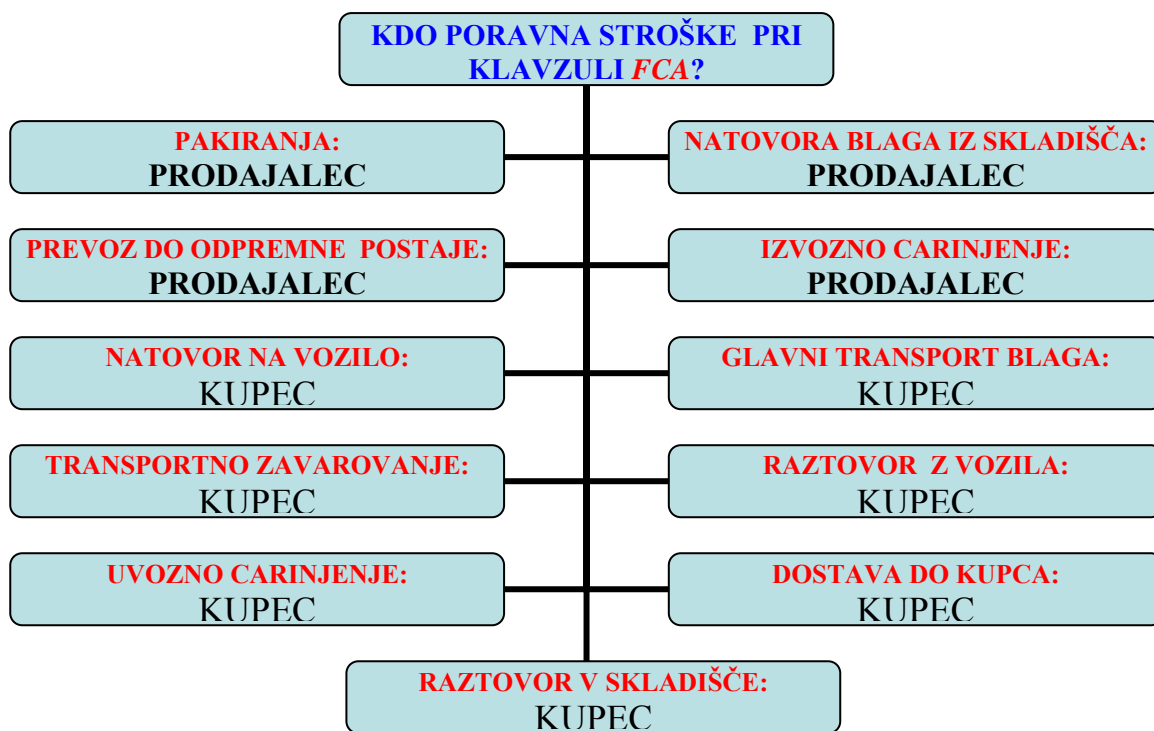 KDO PORAVNA STROŠKE PRI
KLAVZULI FCA?
PAKIRANJA:
PRODAJALEC
NATOVORA BLAGA IZ SKLADIŠČA:
PRODAJALEC
PREVOZ DO ODPREMNE POSTAJE:
PRODAJALEC
IZVOZNO CARINJENJE:
PRODAJALEC
NATOVOR NA VOZILO:
KUPEC
GLAVNI TRANSPORT BLAGA:
KUPEC
TRANSPORTNO ZAVAROVANJE:
KUPEC
RAZTOVOR Z VOZILA:
KUPEC
UVOZNO CARINJENJE:
KUPEC
DOSTAVA DO KUPCA:
KUPEC
RAZTOVOR V SKLADIŠČE:
KUPEC